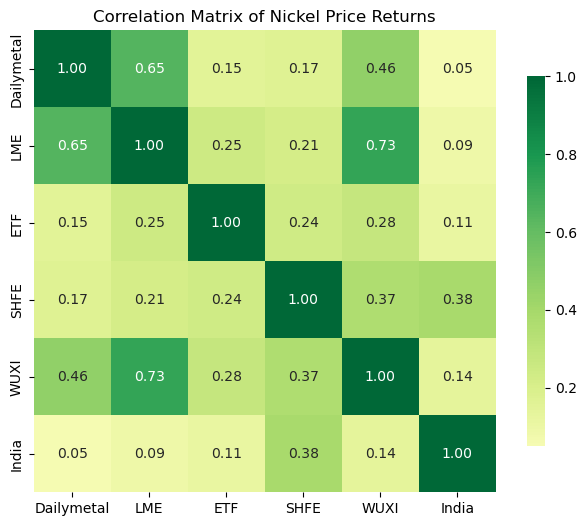 Correlation Matrix of Nickel Price Returns
Dailymetal 1.00 0.65 0.15 0.17 0.46 0.05
LME 0.65 1.00 0.25 0.21 0.73 0.09
ETF 0.15 0.25 1.00 0.24 0.28 0.11
SHFE 0.17 0.21 0.24 1.00 0.37 0.38
WUXI 0.46 0.73 0.28 0.37 1.00 0.14
India 0.05 0.09 0.11 0.38 0.14 1.00
Dailymetal LME ETF SHFE WUXI India
1.0
0.8
0.6
0.4
0.2